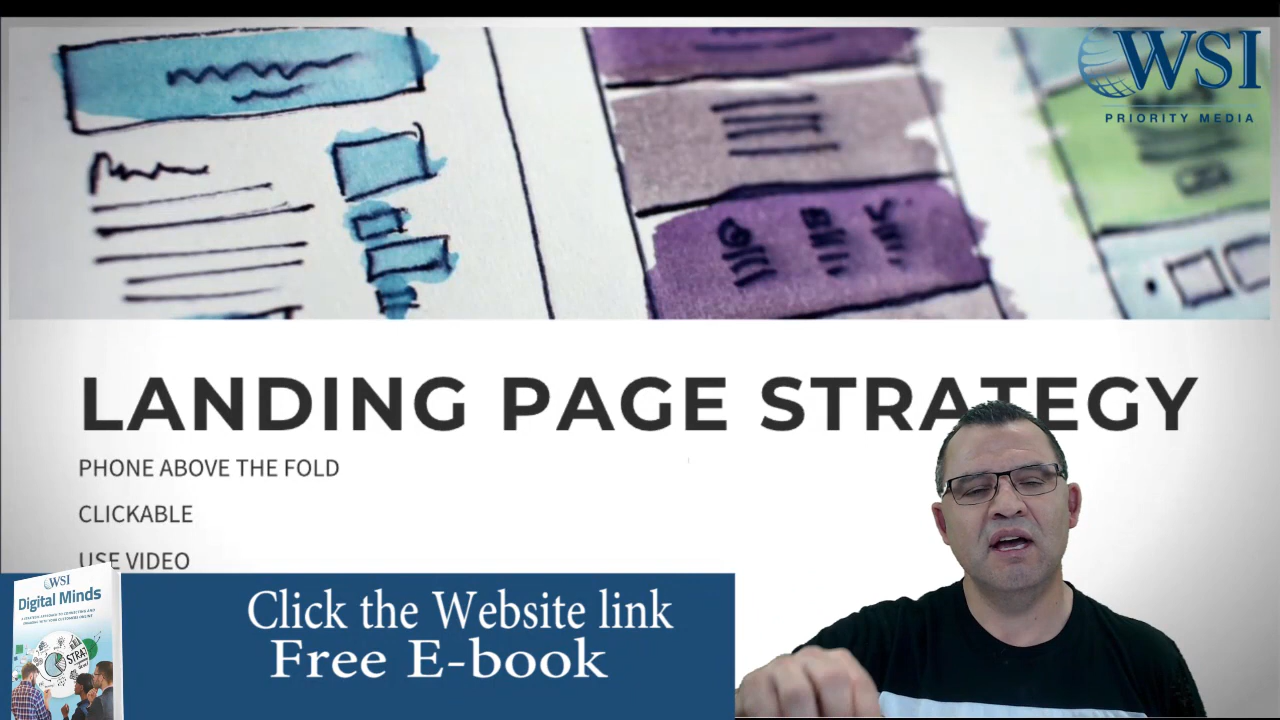 WSI
PRIORITY MEDIA
LANDING PAGE STRATEGY
PHONE ABOVE THE FOLD
CLICKABLE
USE VIDEO
WSI
Digital Minds
Click the Website link
Free E-book